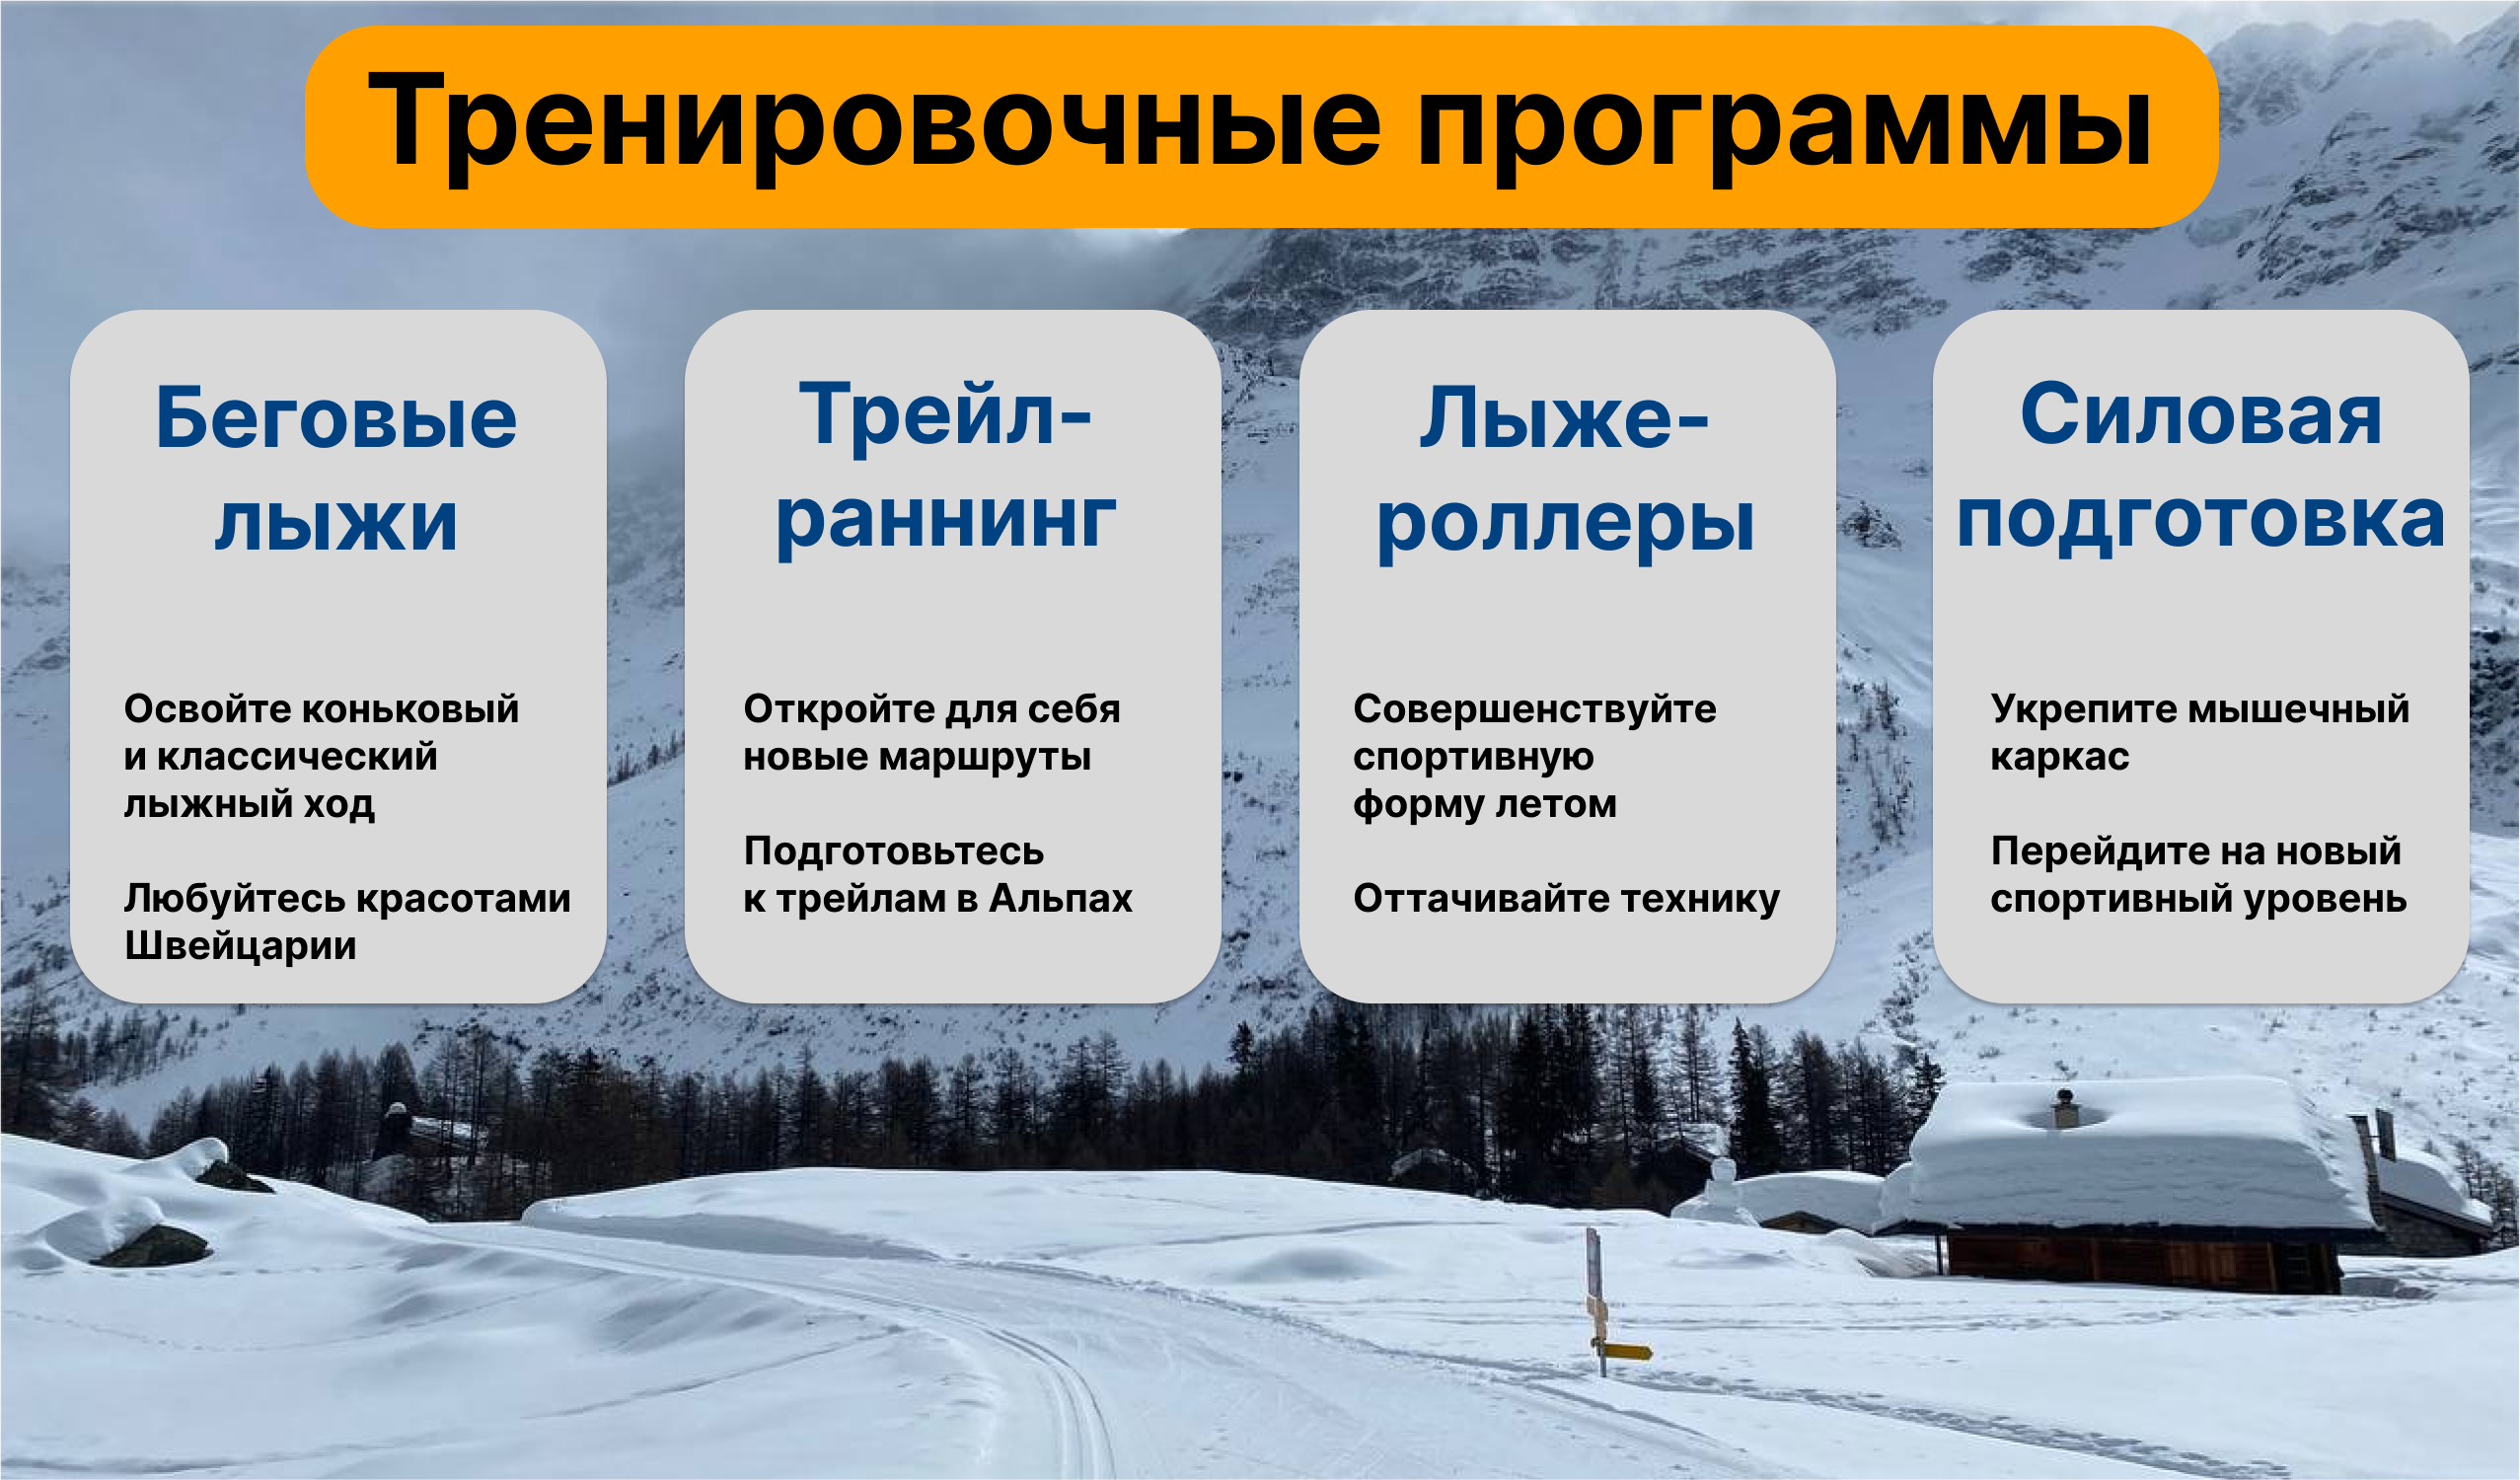 Тренировочные программы
Беговые
лыжи
Освойте коньковый
и классический
лыжный ход
Любуйтесь красотами
Швейцарии
Трейл-
раннинг
Откройте для себя
новые маршруты
Подготовьтесь
к трейлам в Альпах
Лыже-
роллеры
Совершенствуйте
спортивную
форму летом
Оттачивайте технику
Силовая
подготовка
Укрепите мышечный
каркас
Перейдите на новый
спортивный уровень